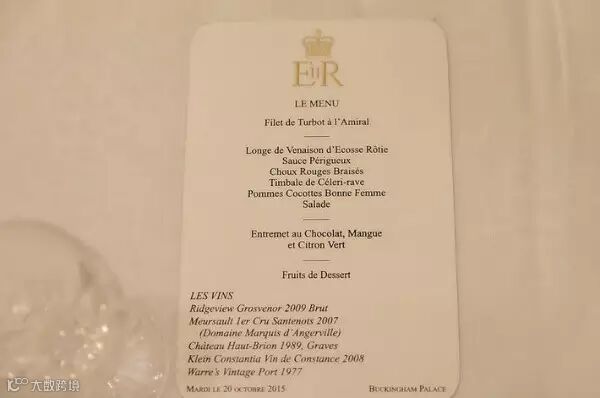 EIIR
LE MENU
Filet de Turbot à l'Amiral
Longe de Venaison d'Ecosse Rôtie
Sauce Périgueux
Choux Rouges Braisés
Timbale de Céleri-rave
Pommes Cocottes Bonne Femme
Salade
Entremet au Chocolat, Mangue
et Citron Vert
Fruits de Dessert
LES VINS
Ridgeview Grosvenor 2009 Brut
Meursault 1er Cru Santenots 2007
(Domaine Marquis d'Angerville)
Château Haut-Brion 1989, Graves
Klein Constantia Vin de Constance 2008
Warre's Vintage Port 1977
MARDI LE 20 OCTOBRE 2015 BUCKINGHAM PALACE
大数跨境